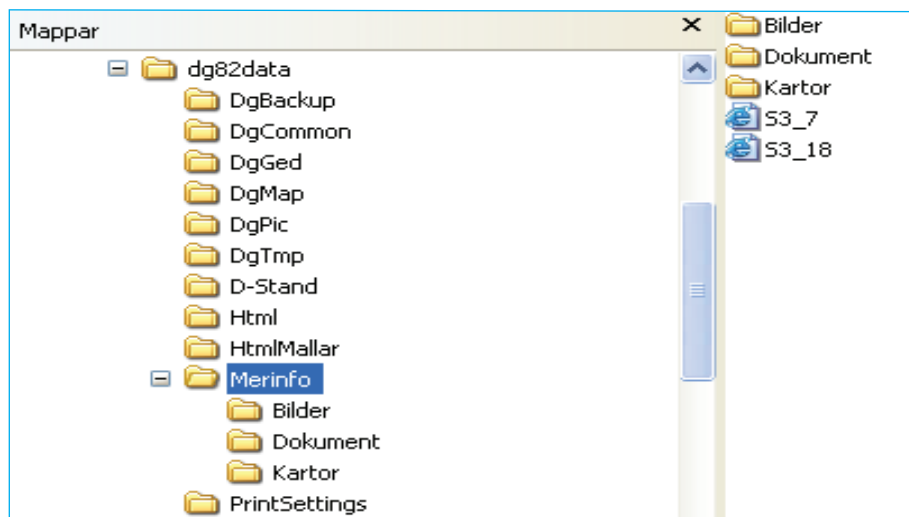 Mappar
dg82data
DgBackup
DgCommon
DgGed
DgMap
DgPic
DgTmp
D-Stand
Html
HtmlMallar
Merinfo
Bilder
Dokument
Kartor
PrintSettings
Bilder
Dokument
Kartor
S3_7
S3_18